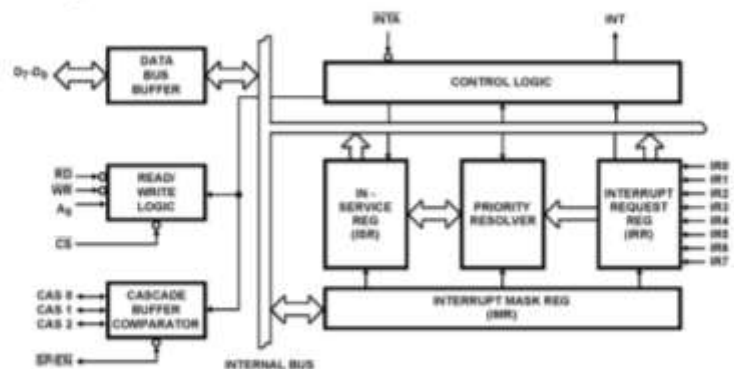 INTA
INT
D7-D0
DATA
BUS
BUFFER
CONTROL LOGIC
RD
WR
A0
CS
READ/
WRITE
LOGIC
IN -
SERVICE
REG
(ISR)
PRIORITY
RESOLVER
INTERRUPT
REQUEST
REG
(IRR)
IR0
IR1
IR2
IR3
IR4
IR5
IR6
IR7
CAS 0
CAS 1
CAS 2
CASCADE
BUFFER
COMPARATOR
INTERRUPT MASK REG
(IMR)
SP/EN
INTERNAL BUS